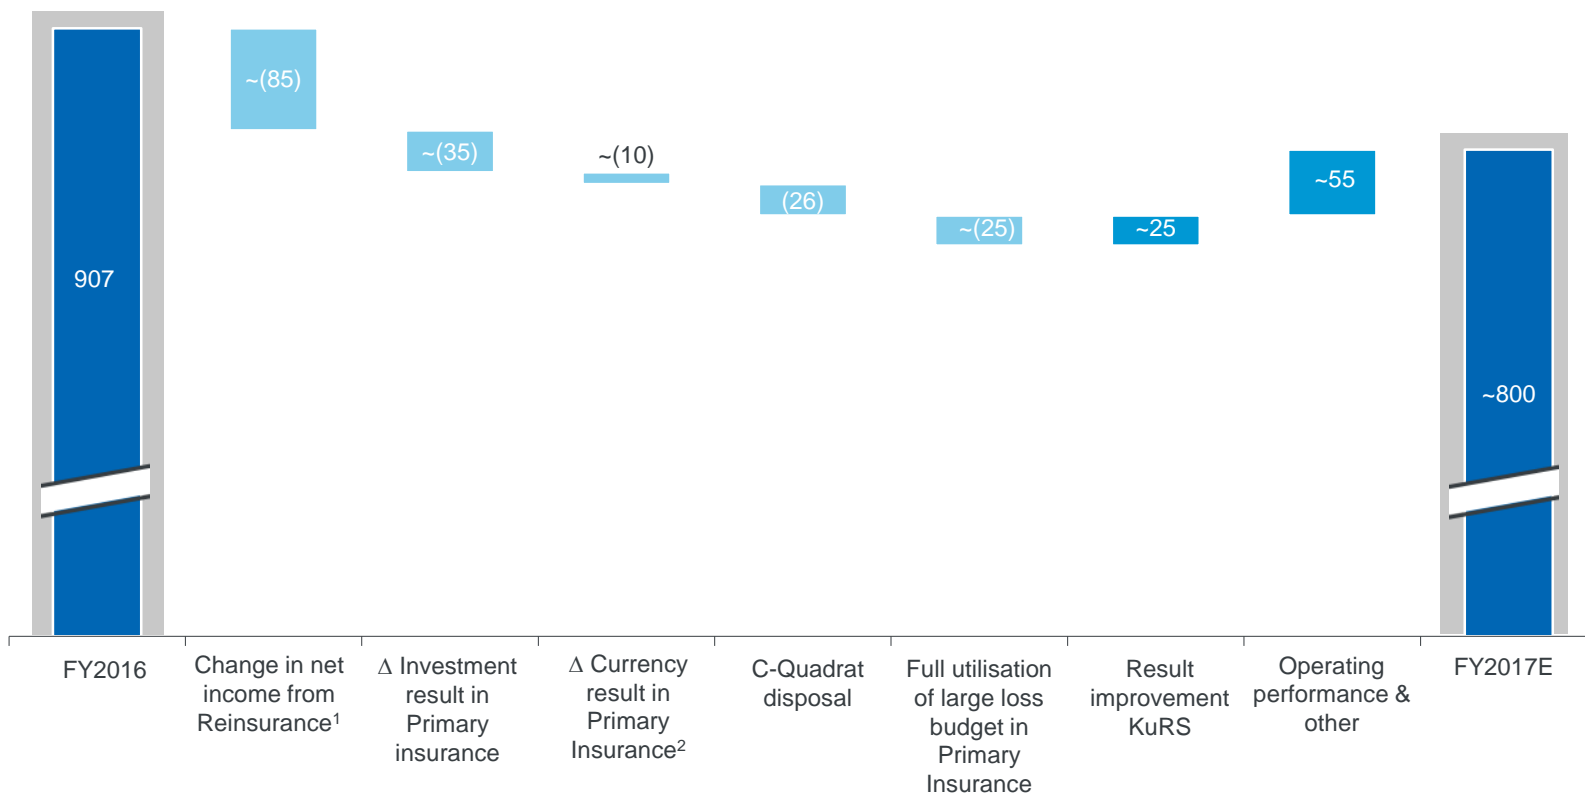 907
~(85)
~(35)
~(10)
(26)
~(25)
~25
~55
~800
FY2016
Change in net
income from
Reinsurance¹
Δ Investment
result in
Primary
insurance
Δ Currency
result in
Primary
Insurance²
C-Quadrat
disposal
Full utilisation
of large loss
budget in
Primary
Insurance
Result
improvement
KuRS
Operating
performance &
other
FY2017E